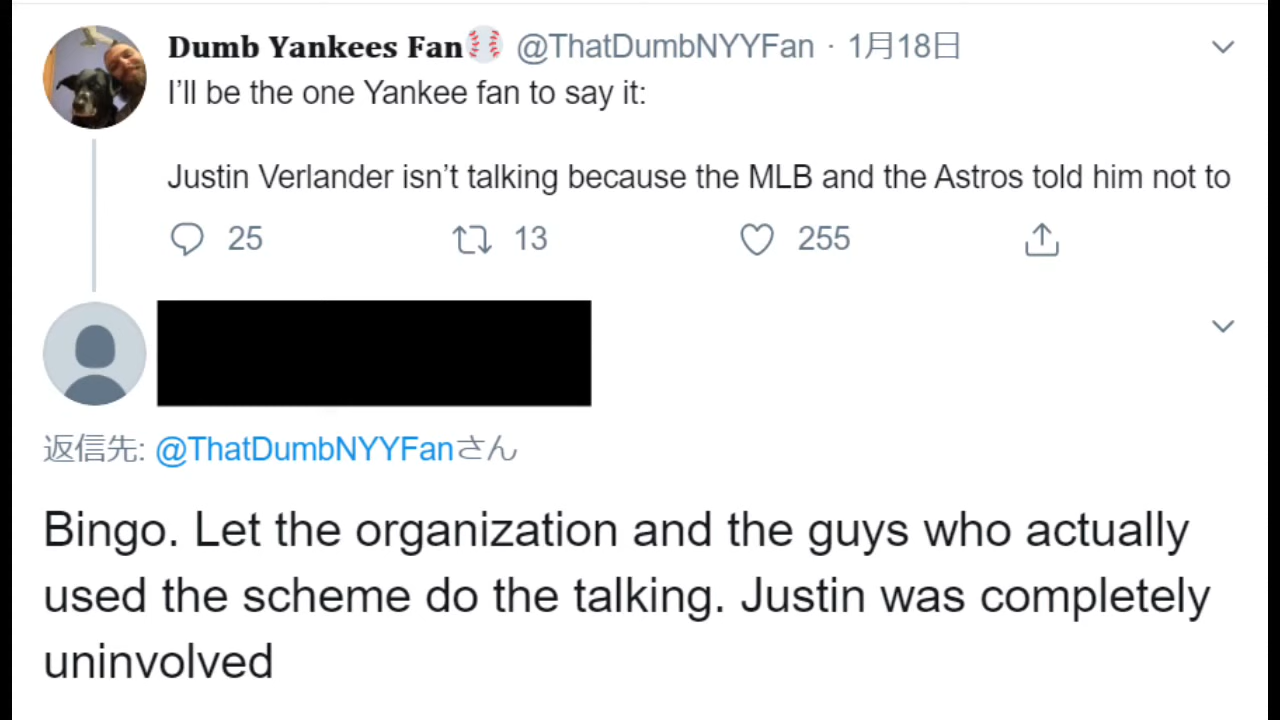 Dumb Yankees Fan⚾ @ThatDumbNYYFan · 1月18日
I’ll be the one Yankee fan to say it:
Justin Verlander isn’t talking because the MLB and the Astros told him not to
25 13 255
返信先: @ThatDumbNYYFanさん
Bingo. Let the organization and the guys who actually
used the scheme do the talking. Justin was completely
uninvolved